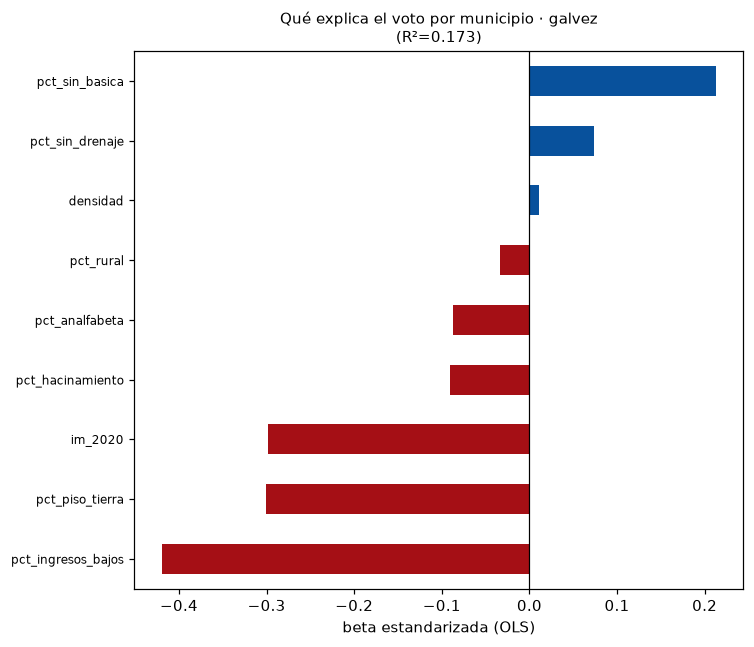 Qué explica el voto por municipio · galvez
(R²=0.173)
pct_sin_basica
pct_sin_drenaje
densidad
pct_rural
pct_analfabeta
pct_hacinamiento
im_2020
pct_piso_tierra
pct_ingresos_bajos
−0.4 −0.3 −0.2 −0.1 0.0 0.1 0.2
beta estandarizada (OLS)